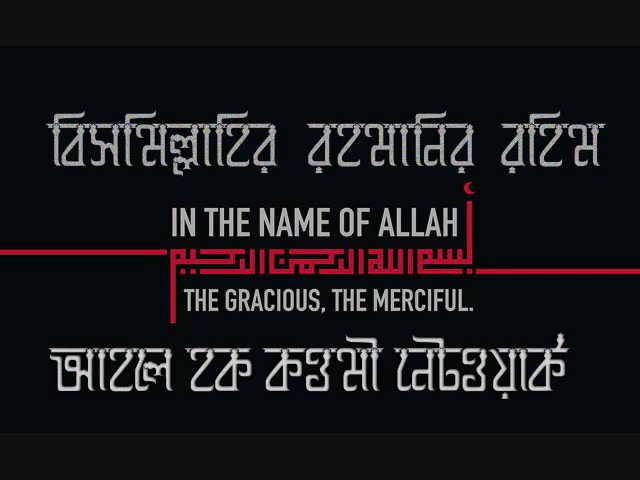 বিসমিল্লাহির রহমানির রহিম
IN THE NAME OF ALLAH
بسم الله الرحمن الرحيم
THE GRACIOUS, THE MERCIFUL.
আহলে হক কওমী নেটওয়ার্ক